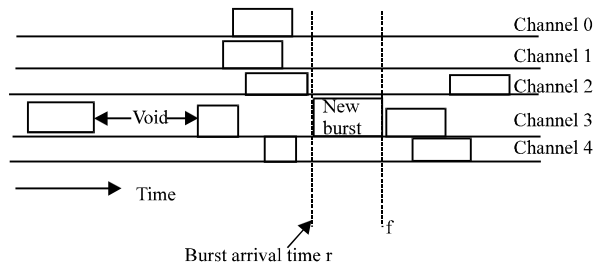 Channel 0
Channel 1
Channel 2
New
burst
Void
Channel 3
Channel 4
Time
f
Burst arrival time r